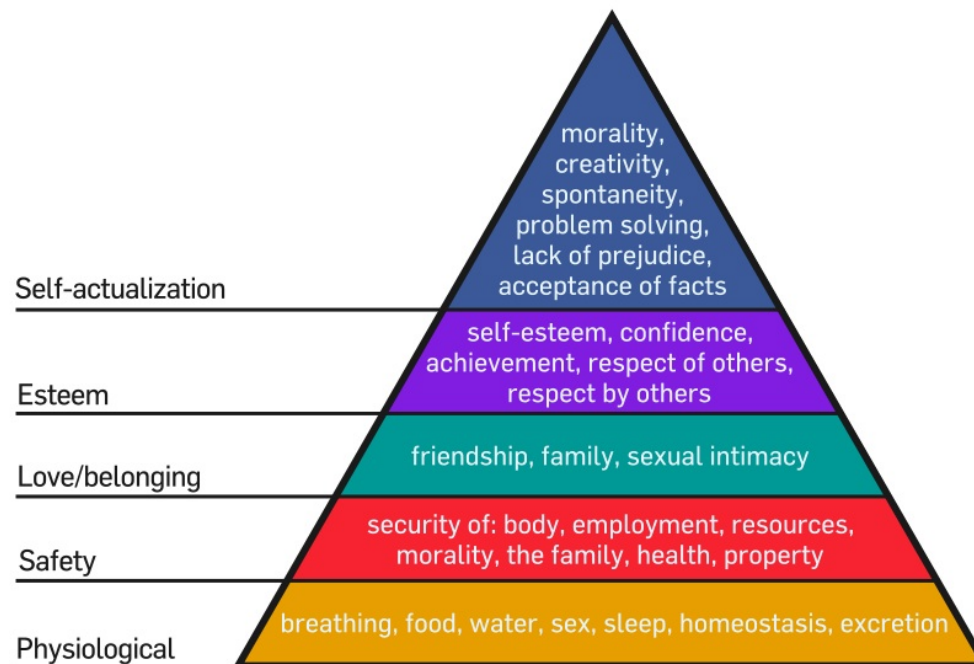 morality,
creativity,
spontaneity,
problem solving,
lack of prejudice,
acceptance of facts
Self-actualization
self-esteem, confidence,
achievement, respect of others,
respect by others
Esteem
friendship, family, sexual intimacy
Love/belonging
security of: body, employment, resources,
morality, the family, health, property
Safety
breathing, food, water, sex, sleep, homeostasis, excretion
Physiological